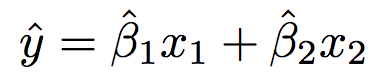 ŷ = β̂₁x₁ + β̂₂x₂